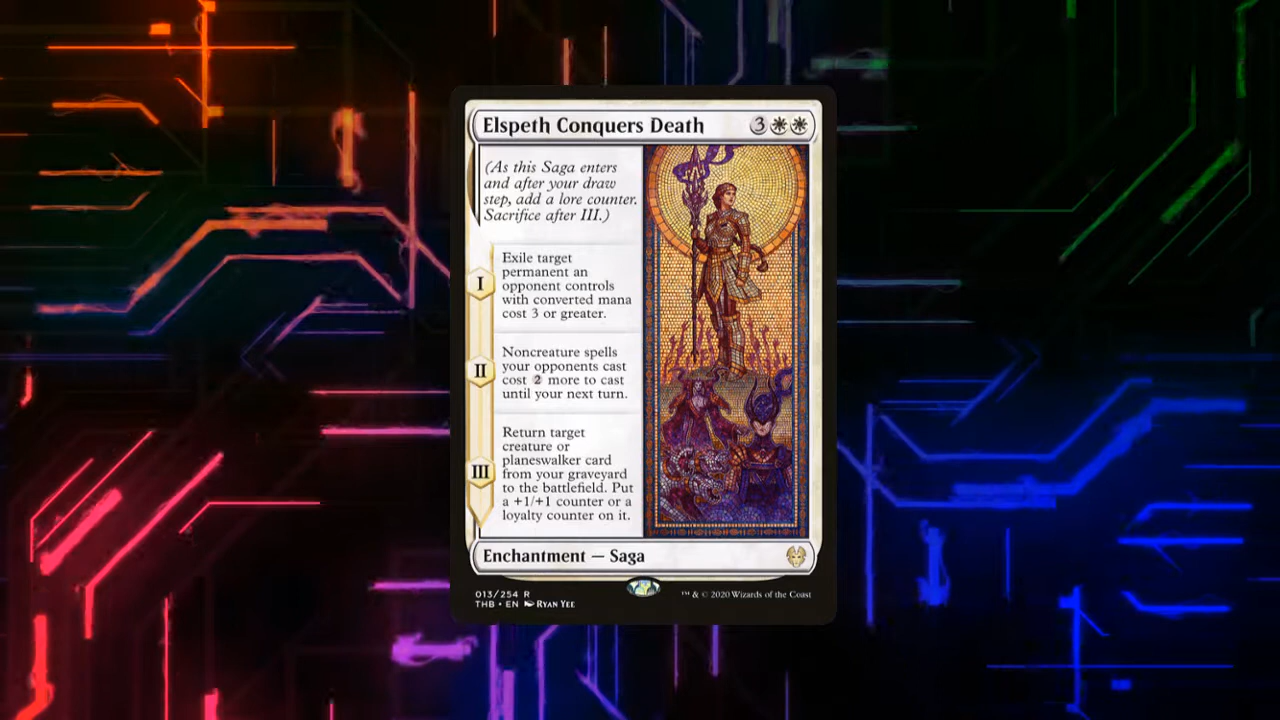 Elspeth Conquers Death 3
(As this Saga enters
and after your draw
step, add a lore counter.
Sacrifice after III.)
I
Exile target
permanent an
opponent controls
with converted mana
cost 3 or greater.
II
Noncreature spells
your opponents cast
cost 2 more to cast
until your next turn.
III
Return target
creature or
planeswalker card
from your graveyard
to the battlefield. Put
a +1/+1 counter or a
loyalty counter on it.
Enchantment — Saga
013/254 R
THB • EN Ryan Yee
™ & © 2020 Wizards of the Coast